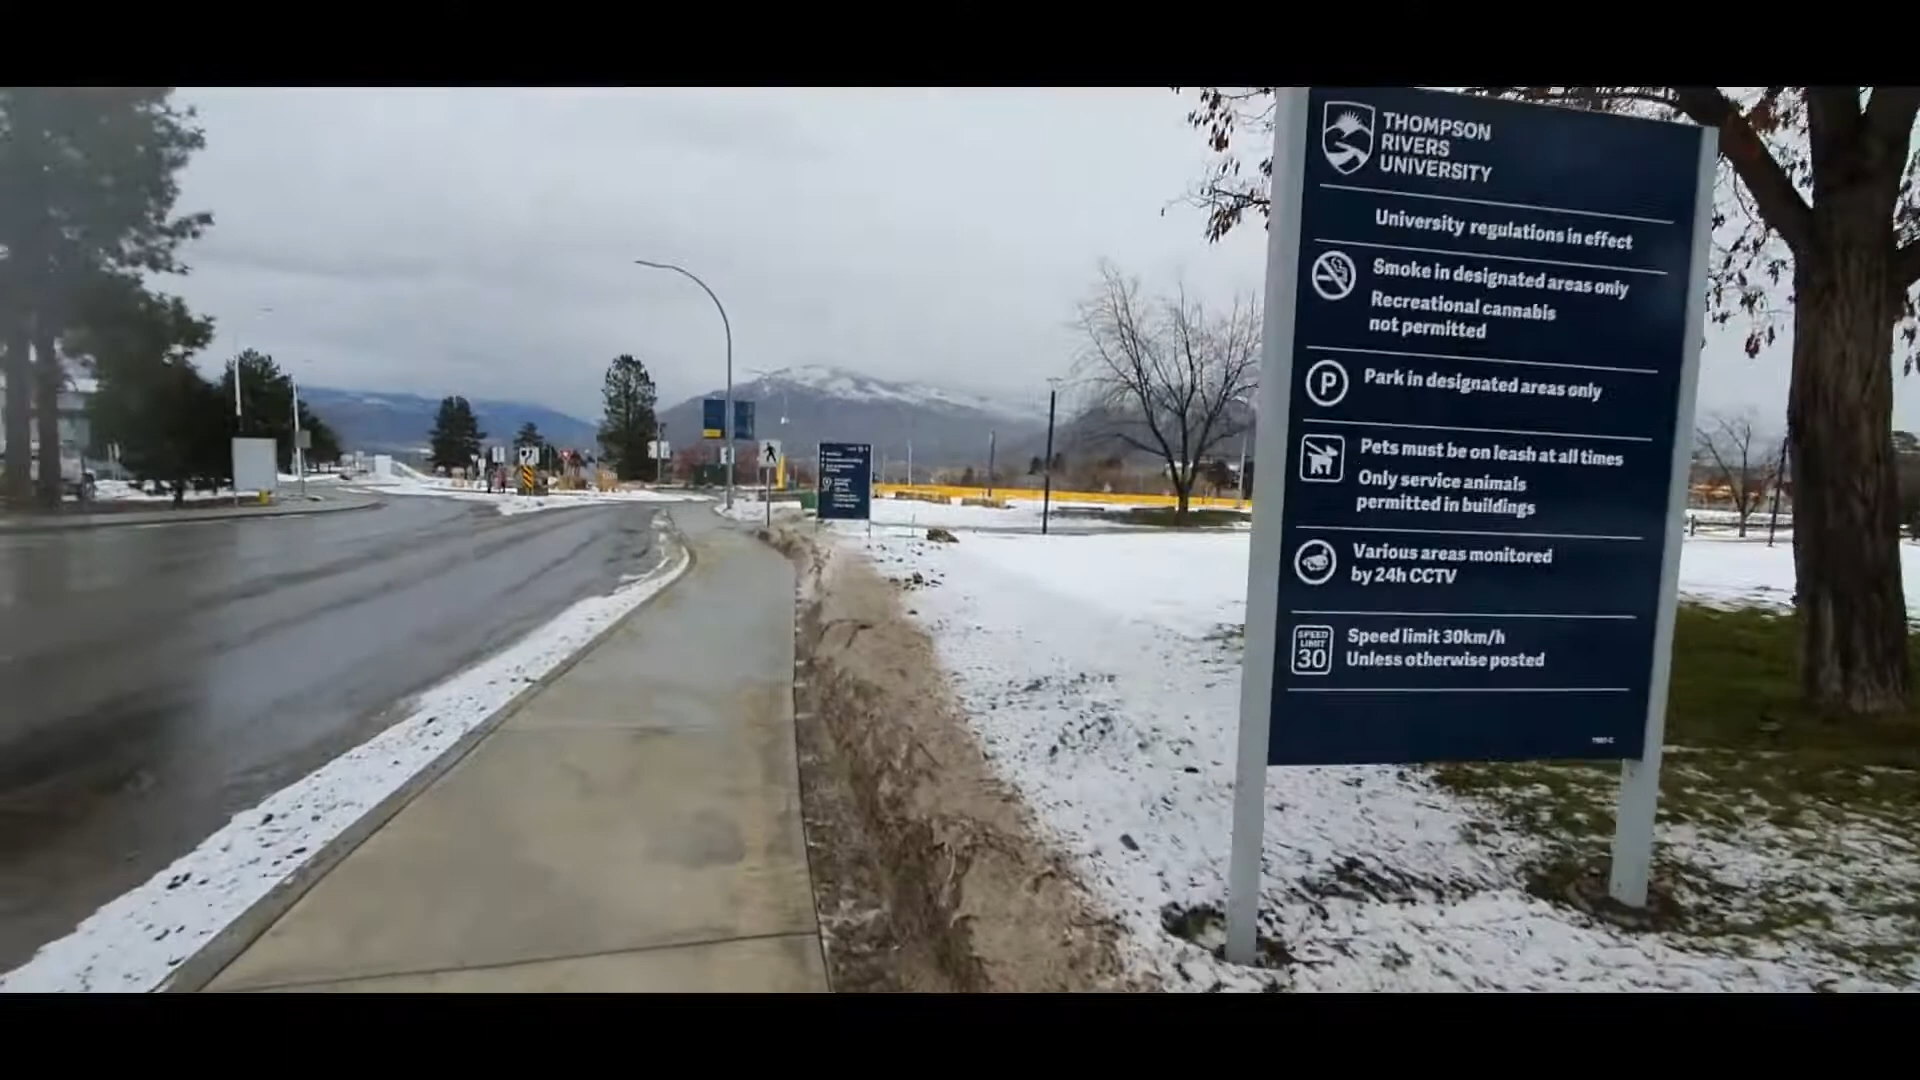 THOMPSON
RIVERS
UNIVERSITY
University regulations in effect
Smoke in designated areas only
Recreational cannabis
not permitted
P
Park in designated areas only
Pets must be on leash at all times
Only service animals
permitted in buildings
Various areas monitored
by 24h CCTV
SPEED
LIMIT
30
Speed limit 30km/h
Unless otherwise posted